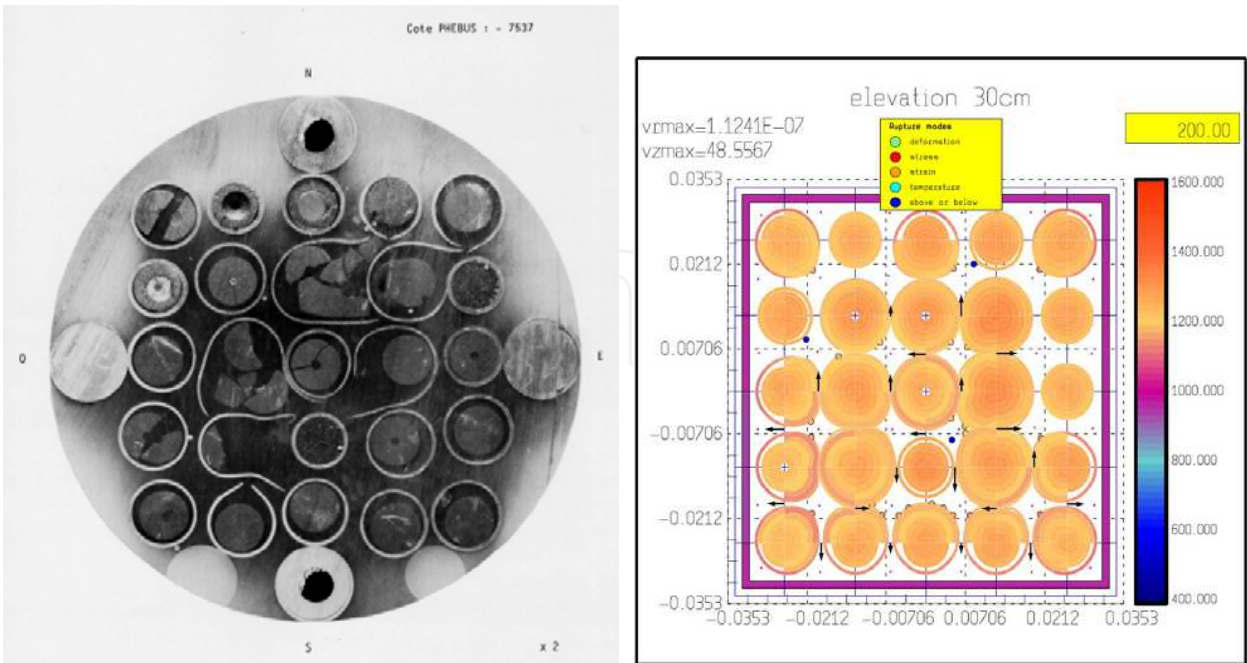 Cote PHEBUS : - 7537
N
O
E
S
x 2
elevation 30cm
vrmax=1.1241E-07
vzmax=48.5567
200.00
Rupture modes
deformation
stress
strain
temperature
above or below
0.0353
0.0212
0.00706
-0.00706
-0.0212
-0.0353
-0.0353 -0.0212 -0.00706 0.00706 0.0212 0.0353
1600.000
1400.000
1200.000
1000.000
800.000
600.000
400.000